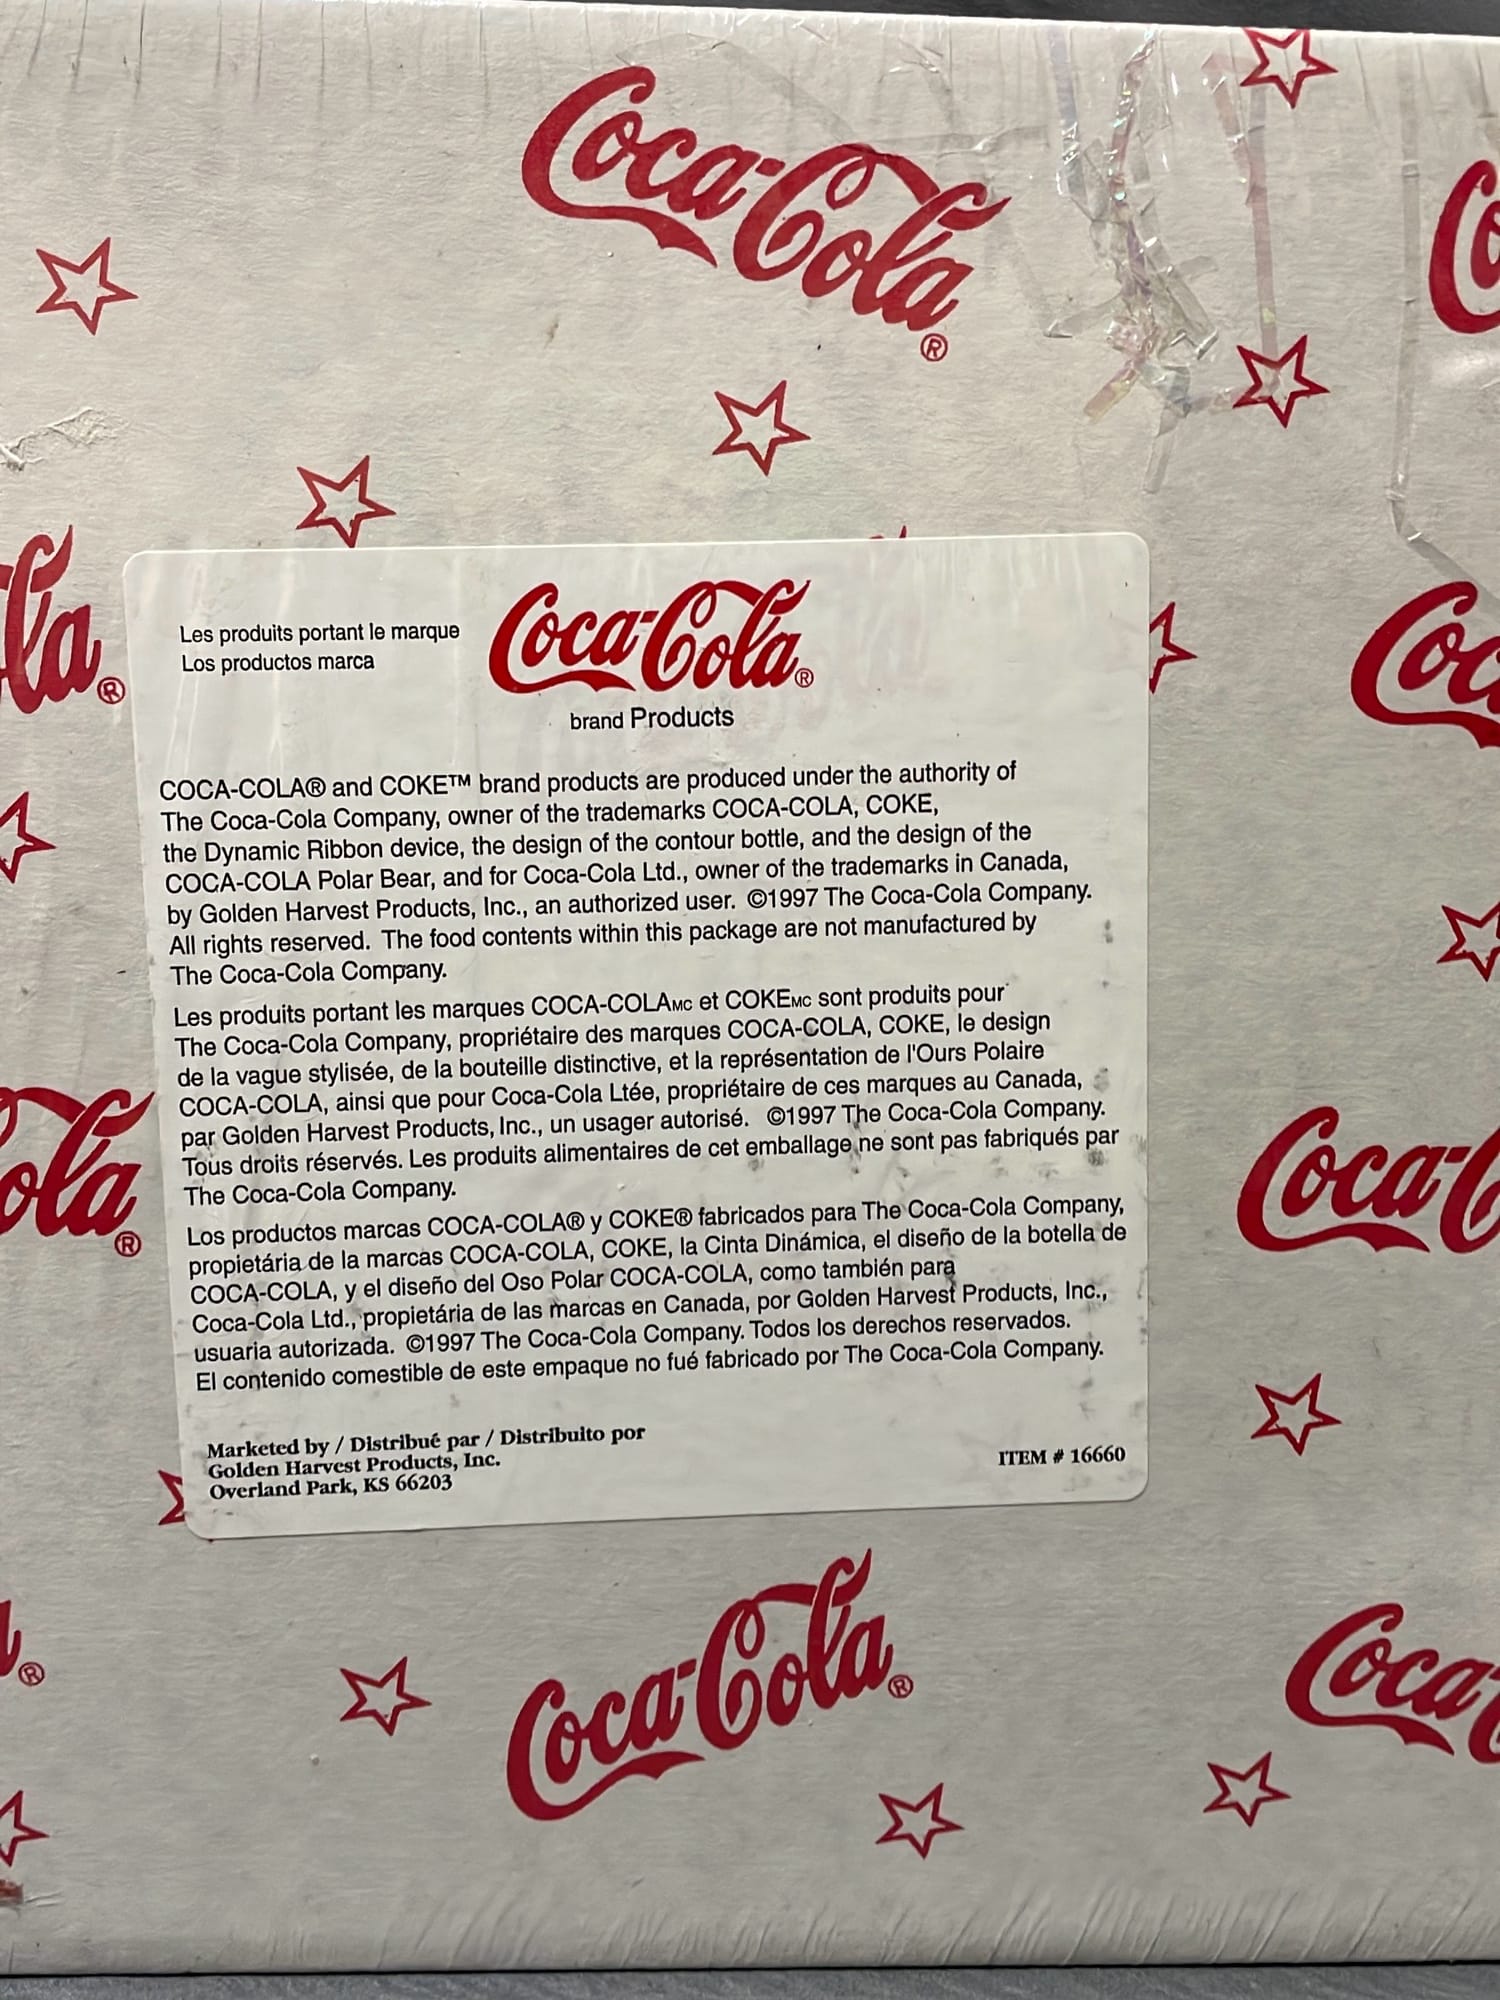 Coca-Cola®
Co
la®
Les produits portant le marque
Los productos marca
Coca-Cola®
brand Products
Coc
COCA-COLA® and COKE™ brand products are produced under the authority of
The Coca-Cola Company, owner of the trademarks COCA-COLA, COKE,
the Dynamic Ribbon device, the design of the contour bottle, and the design of the
COCA-COLA Polar Bear, and for Coca-Cola Ltd., owner of the trademarks in Canada,
by Golden Harvest Products, Inc., an authorized user. ©1997 The Coca-Cola Company.
All rights reserved. The food contents within this package are not manufactured by
The Coca-Cola Company.
Les produits portant les marques COCA-COLAMC et COKEMC sont produits pour
The Coca-Cola Company, propriétaire des marques COCA-COLA, COKE, le design
de la vague stylisée, de la bouteille distinctive, et la représentation de l'Ours Polaire
COCA-COLA, ainsi que pour Coca-Cola Ltée, propriétaire de ces marques au Canada,
par Golden Harvest Products, Inc., un usager autorisé. ©1997 The Coca-Cola Company.
Tous droits réservés. Les produits alimentaires de cet emballage ne sont pas fabriqués par
The Coca-Cola Company.
ola®
Coca-C
Los productos marcas COCA-COLA® y COKE® fabricados para The Coca-Cola Company,
propietária de la marcas COCA-COLA, COKE, la Cinta Dinámica, el diseño de la botella de
COCA-COLA, y el diseño del Oso Polar COCA-COLA, como también para
Coca-Cola Ltd., propietária de las marcas en Canada, por Golden Harvest Products, Inc.,
usuaria autorizada. ©1997 The Coca-Cola Company. Todos los derechos reservados.
El contenido comestible de este empaque no fué fabricado por The Coca-Cola Company.
Marketed by / Distribué par / Distribuito por
Golden Harvest Products, Inc.
Overland Park, KS 66203
ITEM # 16660
®
Coca-Cola®
Coca-